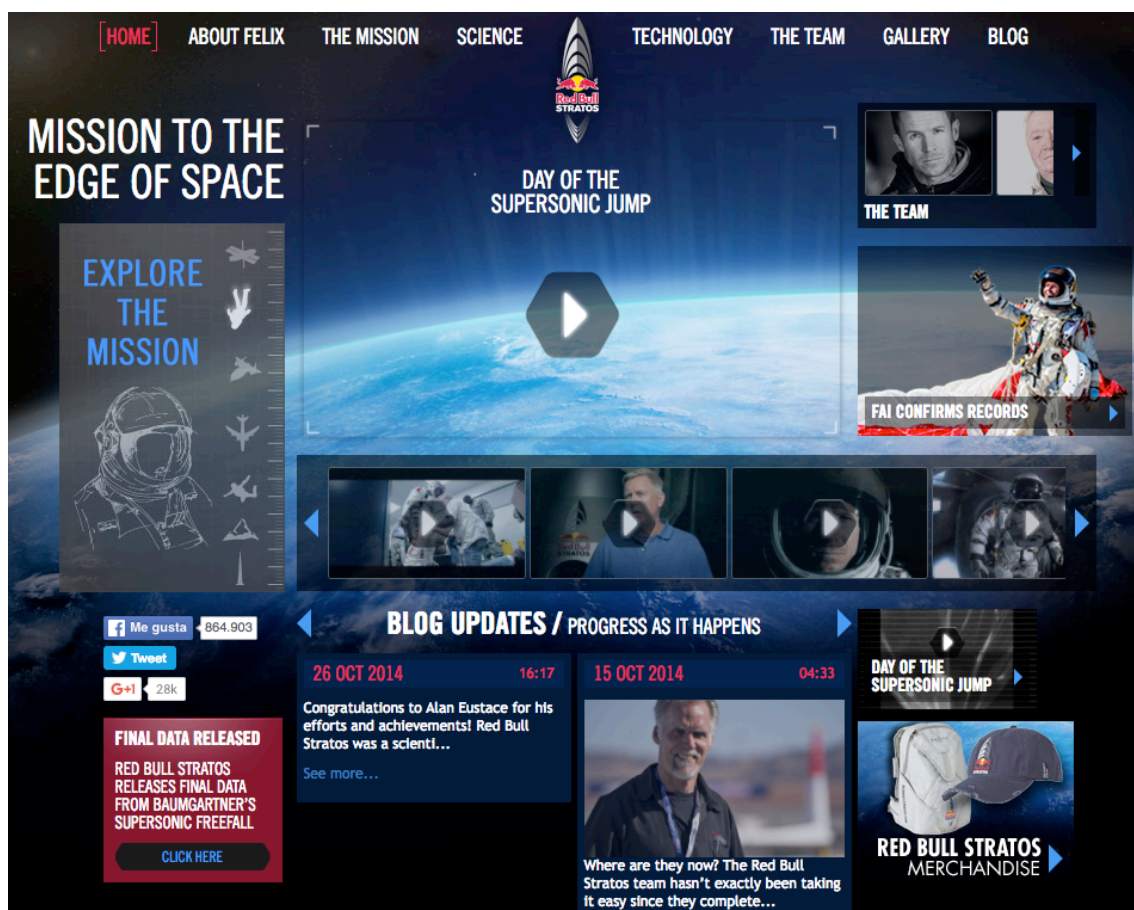 HOME
ABOUT FELIX
THE MISSION
SCIENCE
Red Bull
STRATOS
TECHNOLOGY
THE TEAM
GALLERY
BLOG
MISSION TO THE
EDGE OF SPACE
EXPLORE
THE
MISSION
DAY OF THE
SUPERSONIC JUMP
THE TEAM
FAI CONFIRMS RECORDS
Red Bull
STRATOS
Me gusta
864.903
Tweet
G+1
28k
FINAL DATA RELEASED
RED BULL STRATOS
RELEASES FINAL DATA
FROM BAUMGARTNER'S
SUPERSONIC FREEFALL
CLICK HERE
BLOG UPDATES / PROGRESS AS IT HAPPENS
26 OCT 2014 16:17
Congratulations to Alan Eustace for his
efforts and achievements! Red Bull
Stratos was a scienti...
See more...
15 OCT 2014 04:33
Where are they now? The Red Bull
Stratos team hasn't exactly been taking
it easy since they complete...
DAY OF THE
SUPERSONIC JUMP
RED BULL STRATOS
MERCHANDISE